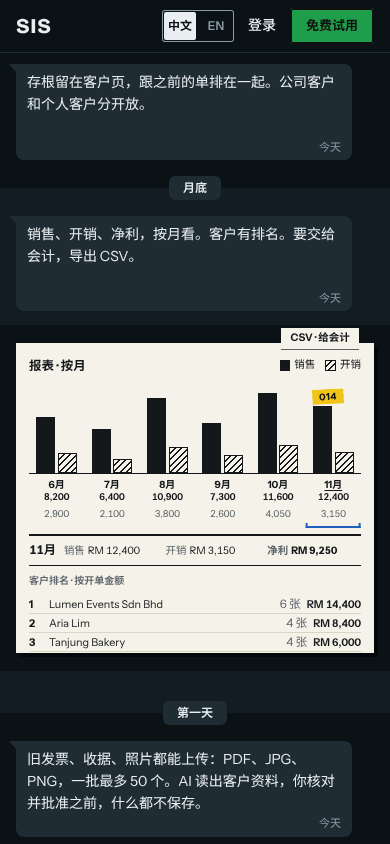 SIS
中文 EN 登录 免费试用
存根留在客户页，跟之前的单排在一起。公司客户
和个人客户分开放。
今天
月底
销售、开销、净利，按月看。客户有排名。要交给
会计，导出 CSV。
今天
CSV·给会计
报表·按月 销售 开销
014
6月 7月 8月 9月 10月 11月
8,200 6,400 10,900 7,300 11,600 12,400
2,900 2,100 3,800 2,600 4,050 3,150
11月 销售 RM 12,400 开销 RM 3,150 净利 RM 9,250
客户排名·按开单金额
1 Lumen Events Sdn Bhd 6 张 RM 14,400
2 Aria Lim 4 张 RM 8,400
3 Tanjung Bakery 4 张 RM 6,000
第一天
旧发票、收据、照片都能上传：PDF、JPG、
PNG，一批最多 50 个。AI 读出客户资料，你核对
并批准之前，什么都不保存。
今天